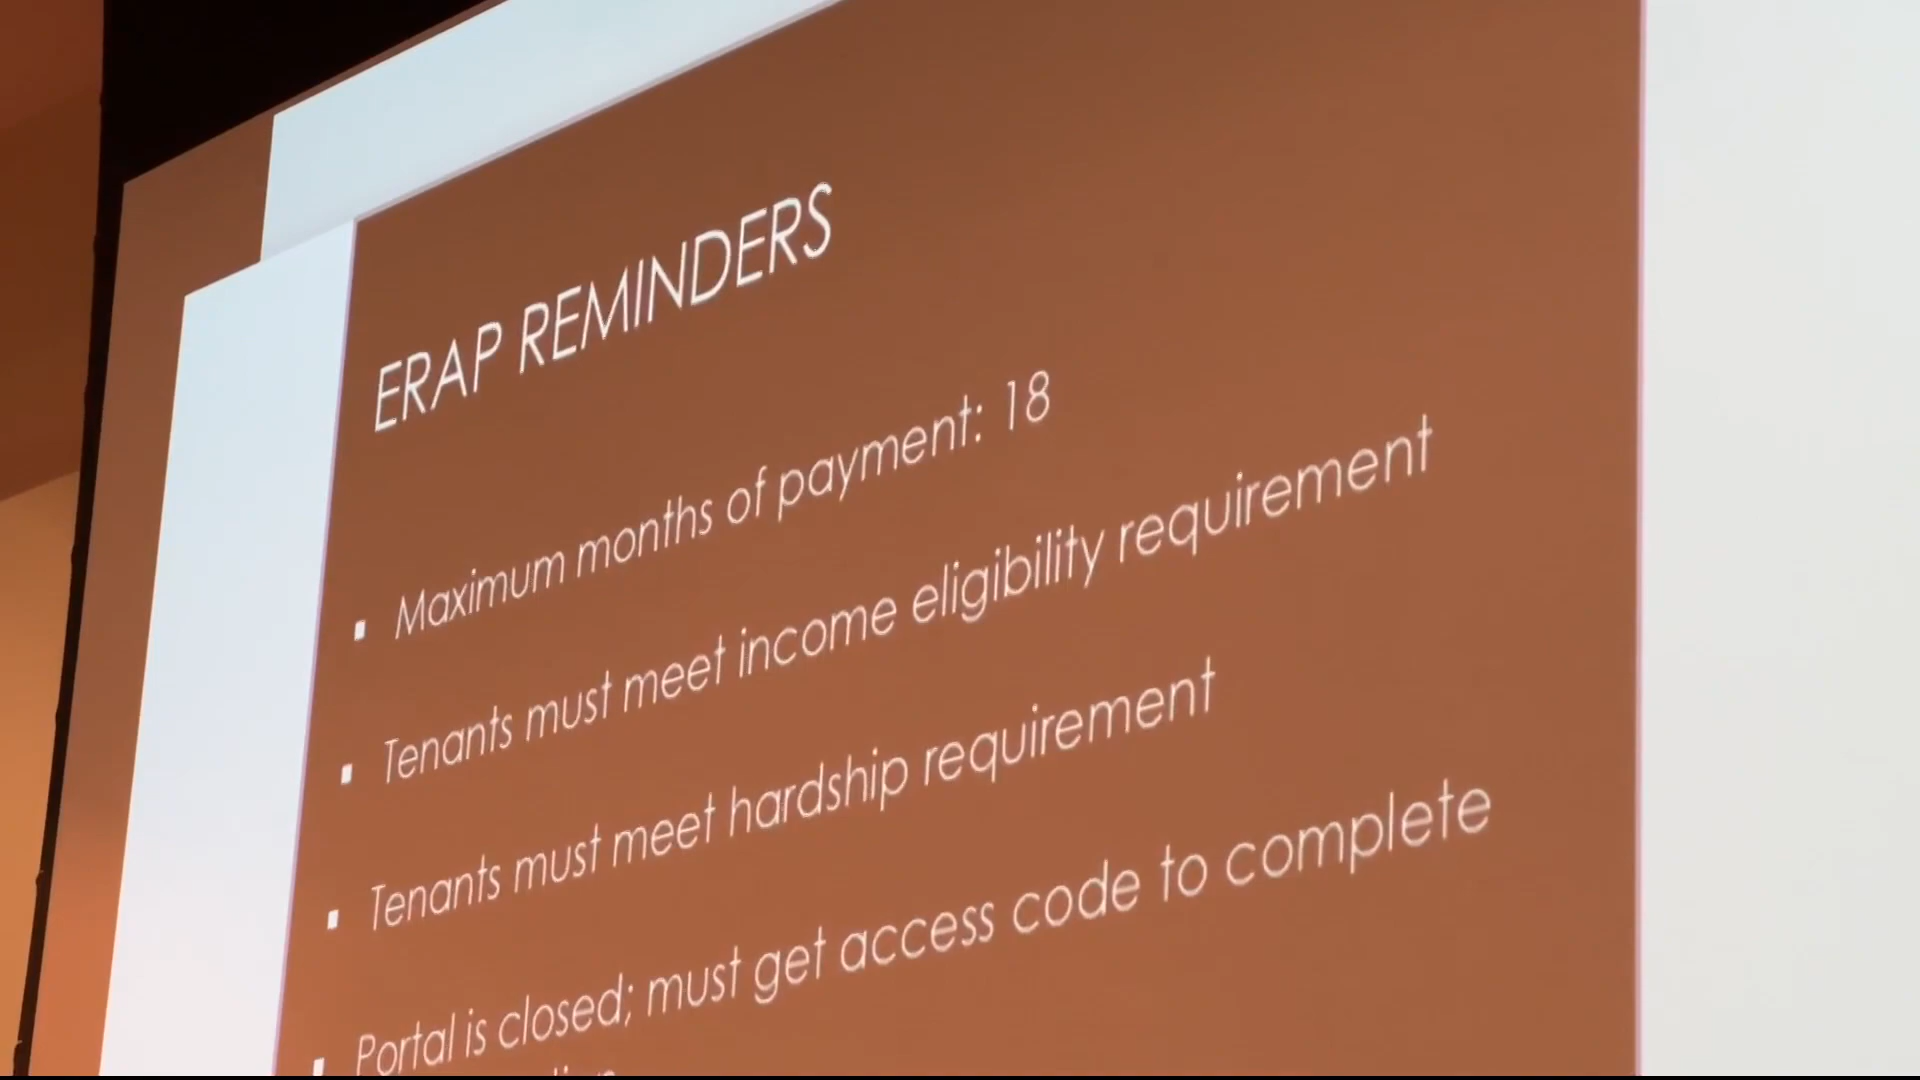 ERAP REMINDERS
▪ Maximum months of payment: 18
▪ Tenants must meet income eligibility requirement
▪ Tenants must meet hardship requirement
▪ Portal is closed; must get access code to complete